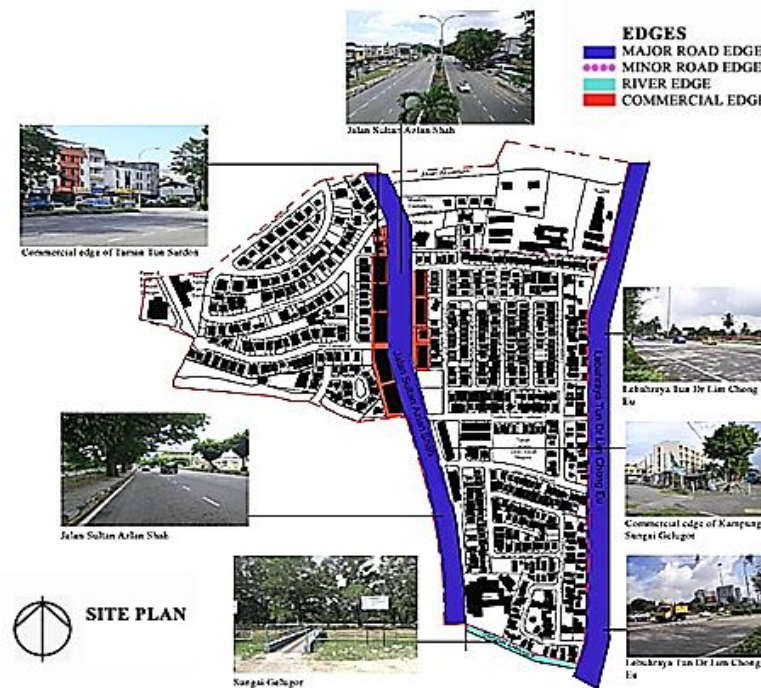 EDGES
MAJOR ROAD EDGE
MINOR ROAD EDGE
RIVER EDGE
COMMERCIAL EDGE
Jalan Sultan Azlan Shah
Commercial edge of Taman Tun Sardon
Jalan Sultan Azlan Shah
Lebuhraya Tun Dr Lim Chong Eu
Lebuhraya Tun Dr Lim Chong
Eu
Commercial edge of Kampung
Sungai Gelugor
Jalan Sultan Azlan Shah
SITE PLAN
Sungai Gelugor
Lebuhraya Tun Dr Lim Chong
Eu